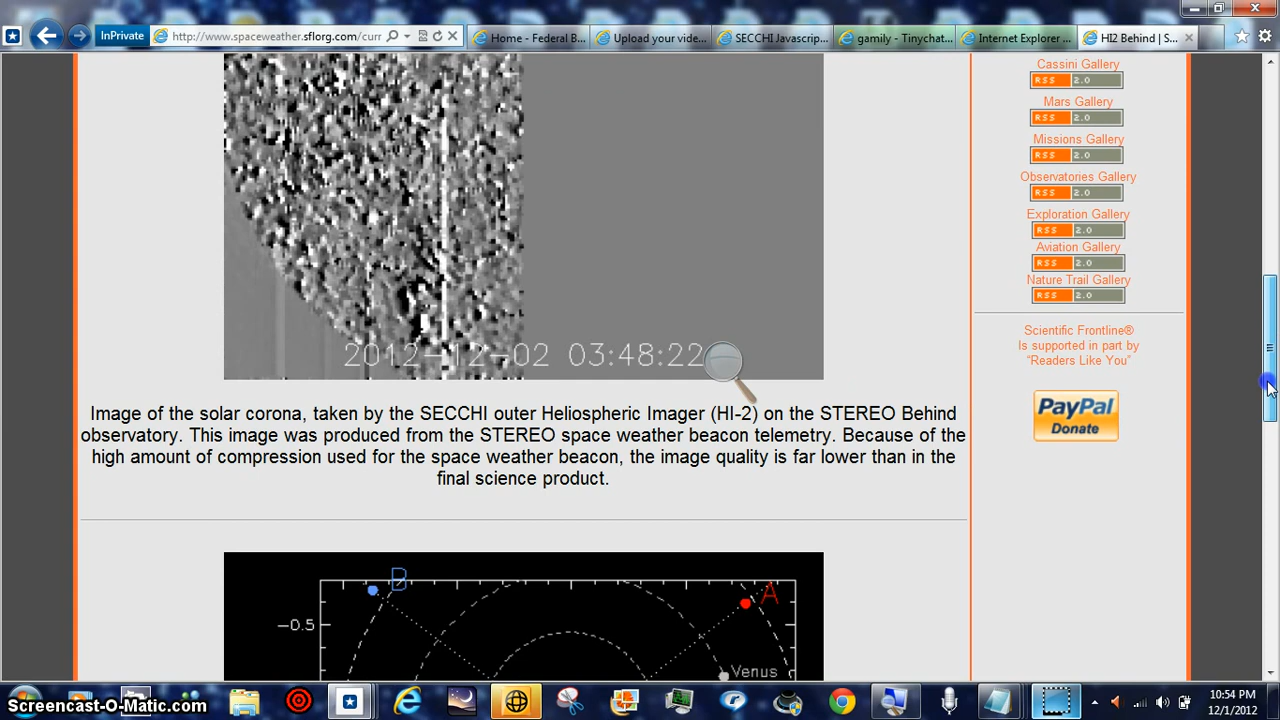 InPrivate
http://www.spaceweather.sflorg.com/curr
Home - Federal B...
Upload your vide...
SECCHI Javascrip...
gamily - Tinychat
Internet Explorer ...
HI2 Behind | S...
2012-12-02 03:48:22
Image of the solar corona, taken by the SECCHI outer Heliospheric Imager (HI-2) on the STEREO Behind
observatory. This image was produced from the STEREO space weather beacon telemetry. Because of the
high amount of compression used for the space weather beacon, the image quality is far lower than in the
final science product.
B
A
-0.5
Venus
Cassini Gallery
RSS 2.0
Mars Gallery
RSS 2.0
Missions Gallery
RSS 2.0
Observatories Gallery
RSS 2.0
Exploration Gallery
RSS 2.0
Aviation Gallery
RSS 2.0
Nature Trail Gallery
RSS 2.0
Scientific Frontline®
Is supported in part by
“Readers Like You”
PayPal
Donate
Screencast-O-Matic.com
10:54 PM
12/1/2012